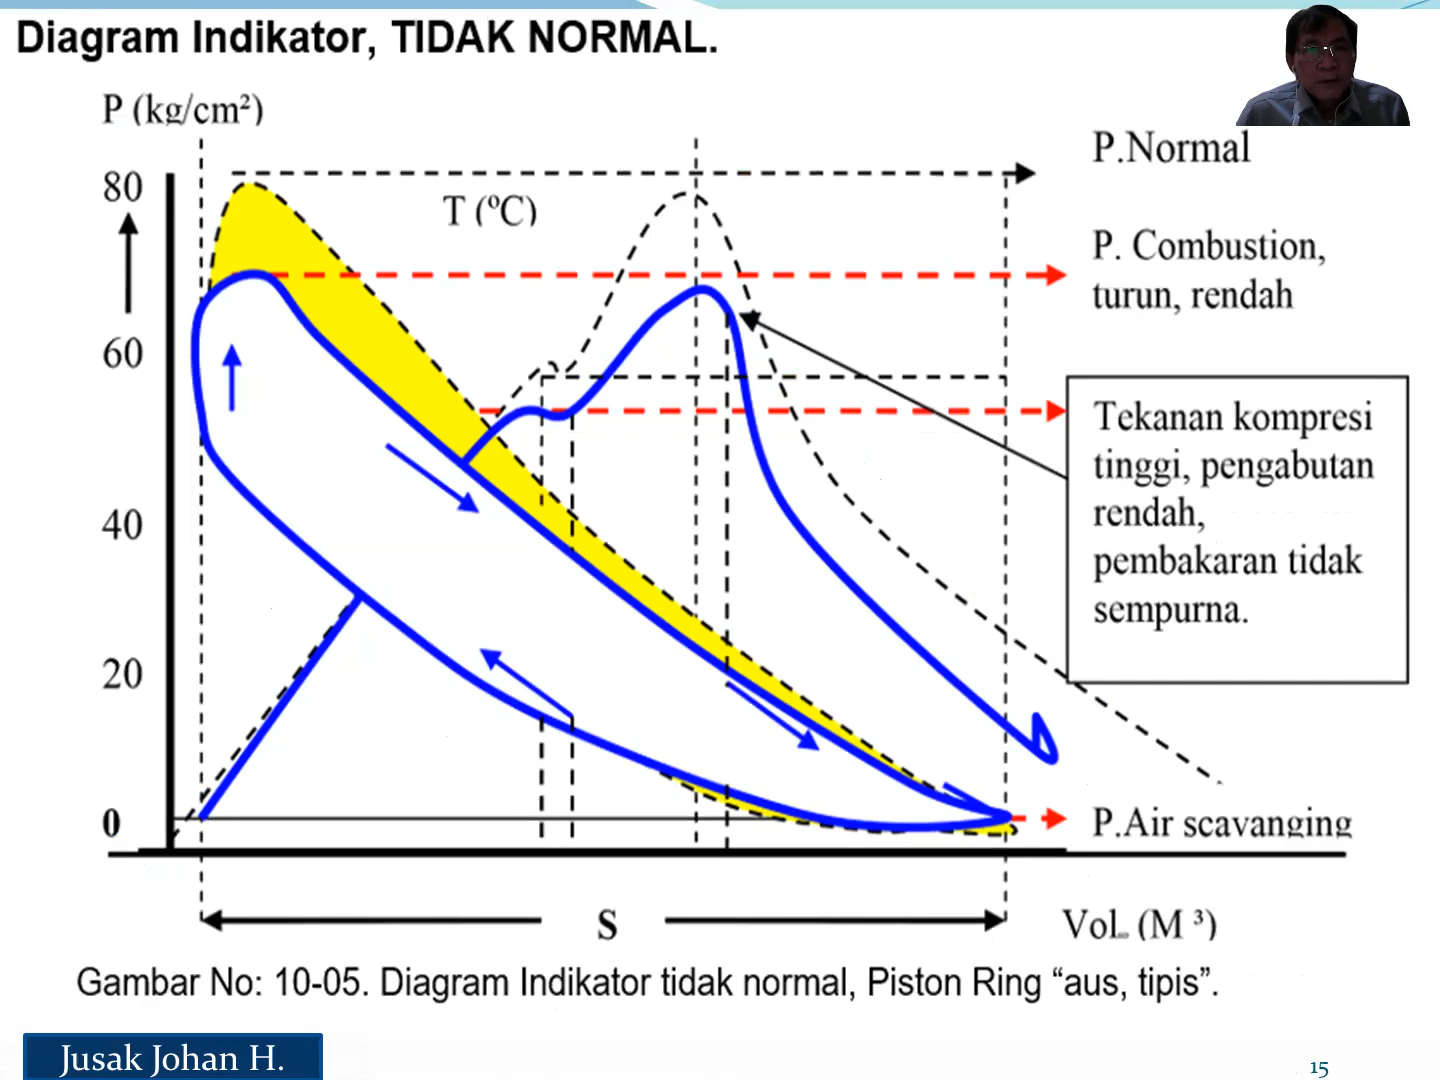 Diagram Indikator, TIDAK NORMAL.
P (kg/cm²)
80
60
40
20
0
T (ºC)
P.Normal
P. Combustion,
turun, rendah
Tekanan kompresi
tinggi, pengabutan
rendah,
pembakaran tidak
sempurna.
P.Air scavanging
S
Vol. (M ³)
Gambar No: 10-05. Diagram Indikator tidak normal, Piston Ring “aus, tipis”.
Jusak Johan H.
15